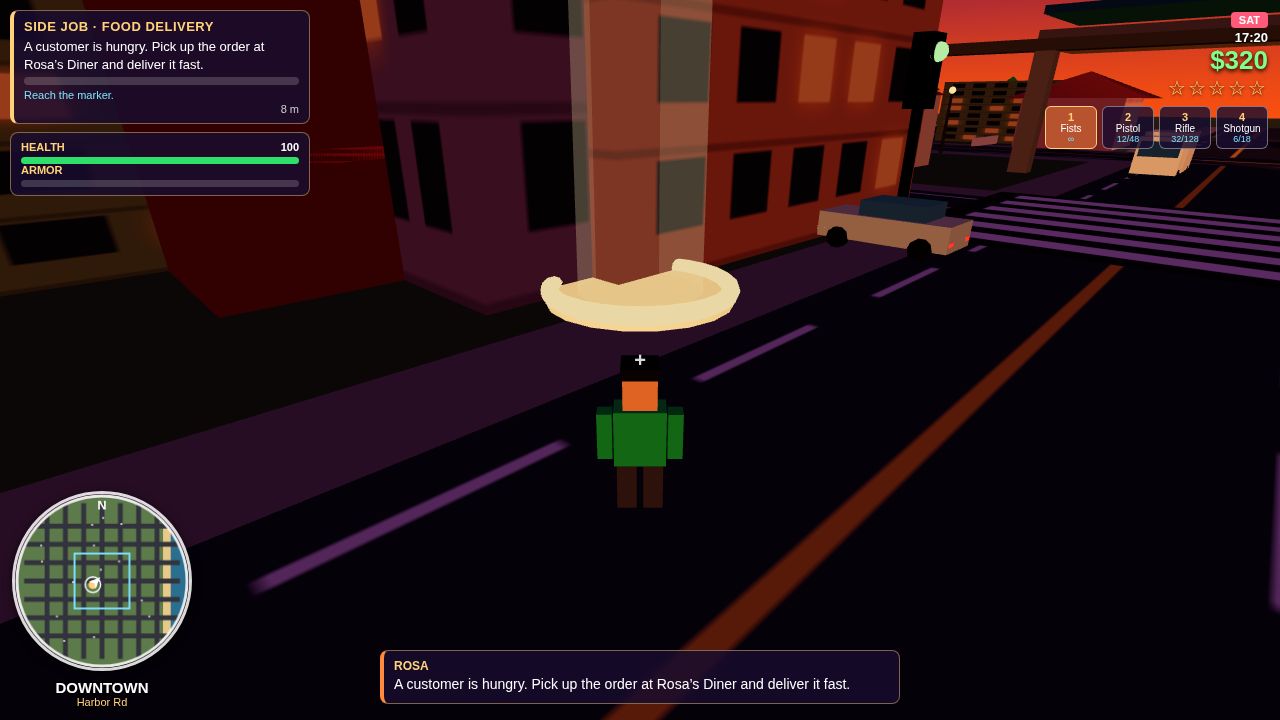 SIDE JOB · FOOD DELIVERY
A customer is hungry. Pick up the order at
Rosa's Diner and deliver it fast.
Reach the marker.
8 m
HEALTH 100
ARMOR
SAT
17:20
$320
☆☆☆☆☆
1 Fists ∞
2 Pistol 12/48
3 Rifle 32/128
4 Shotgun 6/18
+
N
DOWNTOWN
Harbor Rd
ROSA
A customer is hungry. Pick up the order at Rosa's Diner and deliver it fast.